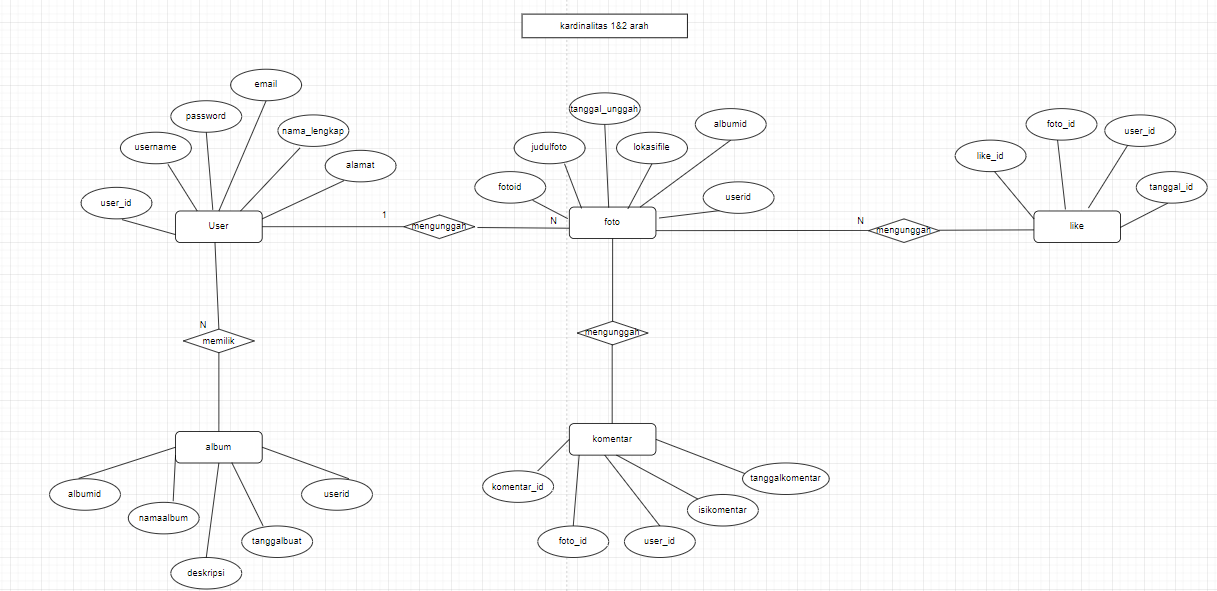 kardinalitas 1&2 arah
email
password
nama_lengkap
username
alamat
user_id
User
1
mengunggah
N
tanggal_unggah
albumid
judulfoto
lokasifile
fotoid
userid
foto
N
mengunggah
foto_id
user_id
like_id
tanggal_id
like
N
memilik
mengunggah
album
albumid
namaalbum
deskripsi
tanggalbuat
userid
komentar
komentar_id
foto_id
user_id
isikomentar
tanggalkomentar